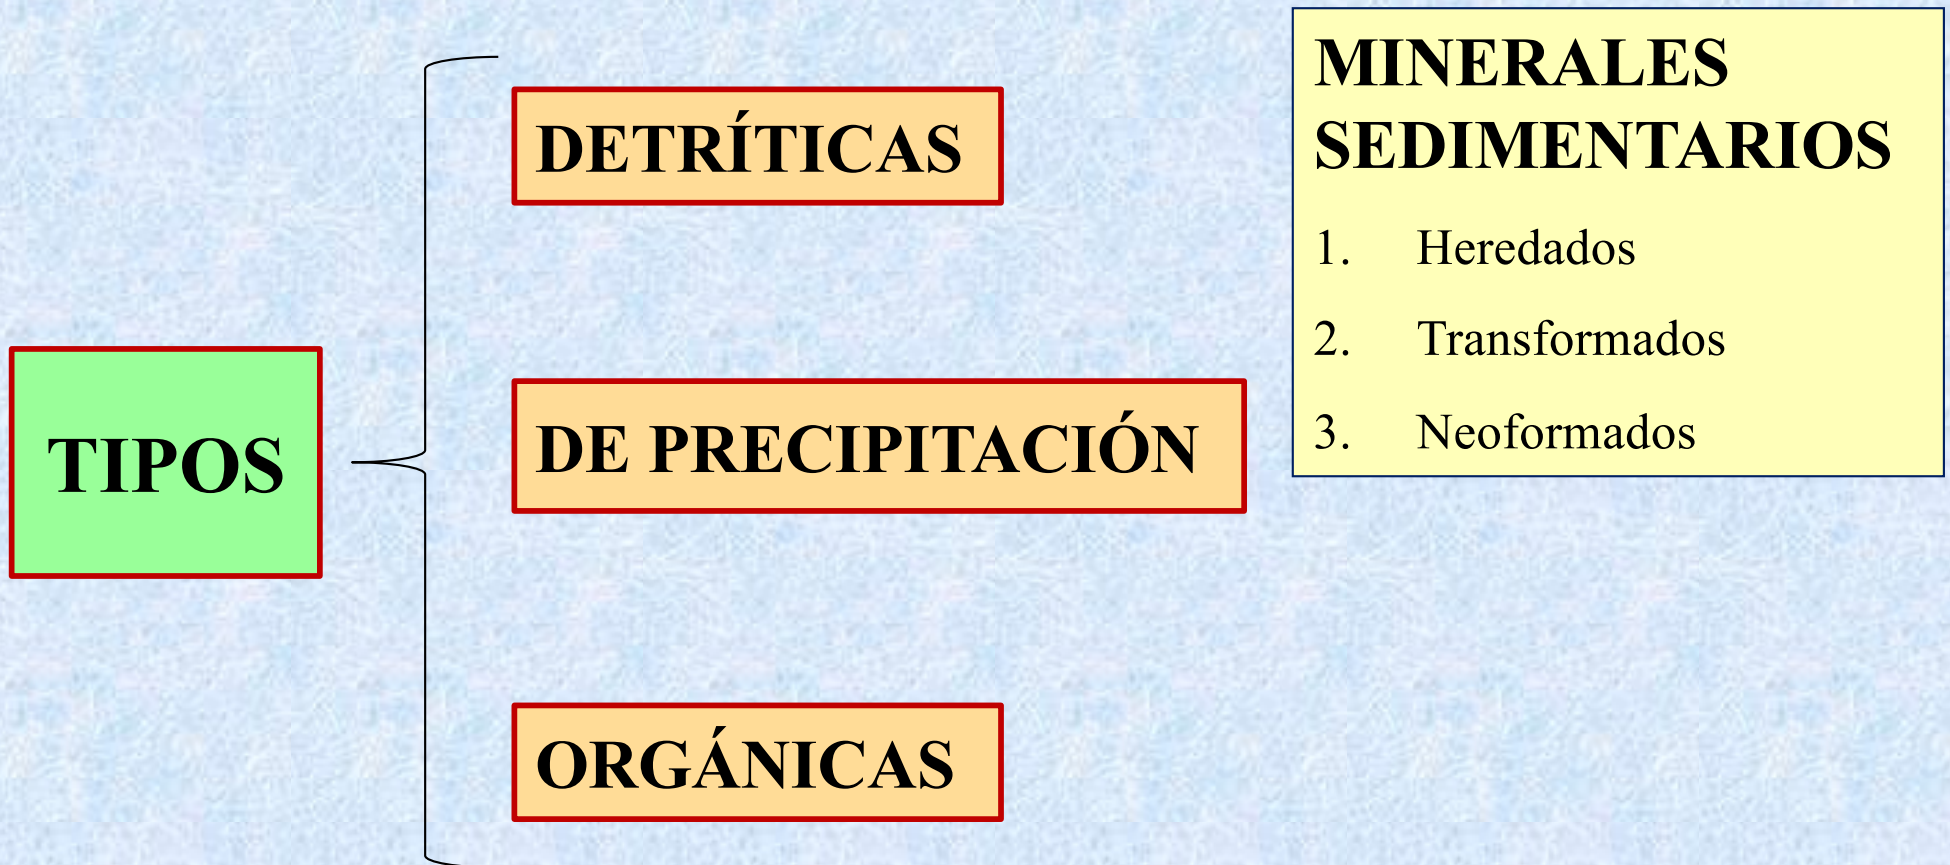 TIPOS
DETRÍTICAS
DE PRECIPITACIÓN
ORGÁNICAS
MINERALES
SEDIMENTARIOS
1. Heredados
2. Transformados
3. Neoformados